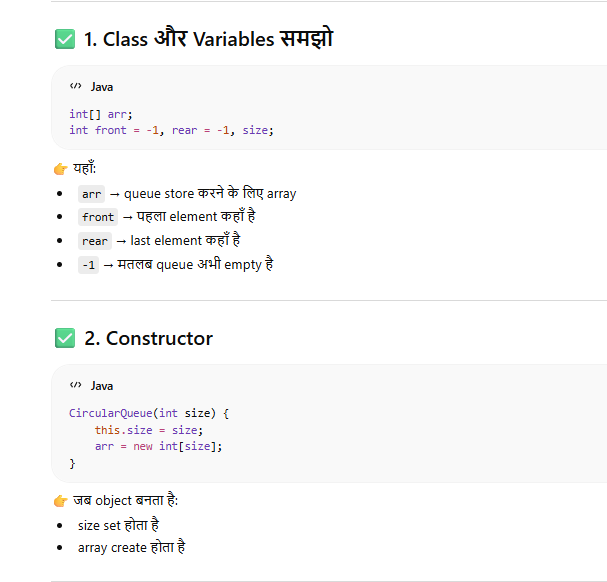 ✅ 1. Class और Variables समझो
</> Java
int[] arr;
int front = -1, rear = -1, size;
👉 यहाँ:
• arr → queue store करने के लिए array
• front → पहला element कहाँ है
• rear → last element कहाँ है
• -1 → मतलब queue अभी empty है
✅ 2. Constructor
</> Java
CircularQueue(int size) {
    this.size = size;
    arr = new int[size];
}
👉 जब object बनता है:
• size set होता है
• array create होता है